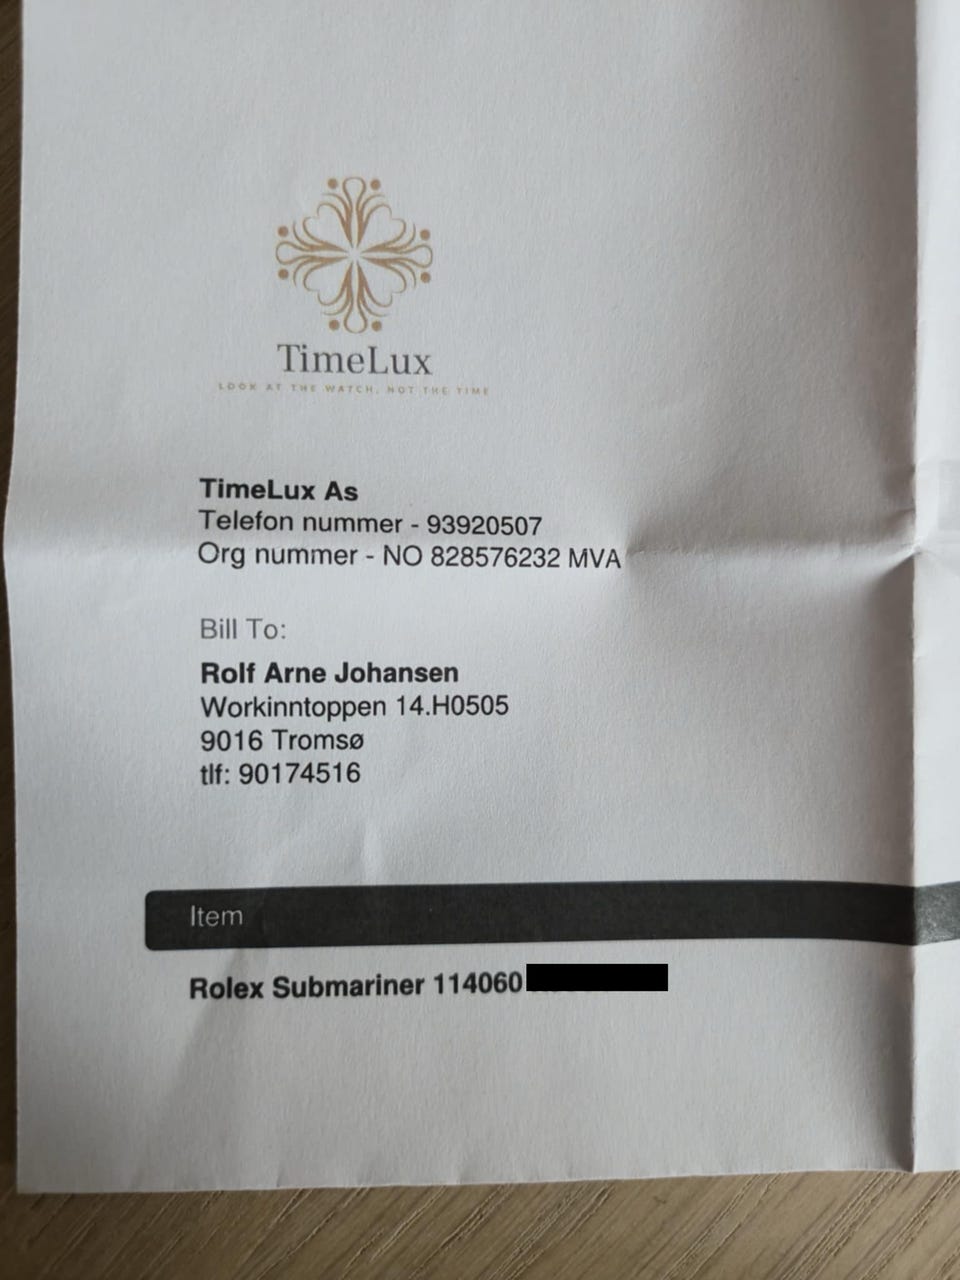 TimeLux
LOOK AT THE WATCH, NOT THE TIME
TimeLux As
Telefon nummer - 93920507
Org nummer - NO 828576232 MVA
Bill To:
Rolf Arne Johansen
Workinntoppen 14.H0505
9016 Tromsø
tlf: 90174516
Item
Rolex Submariner 114060